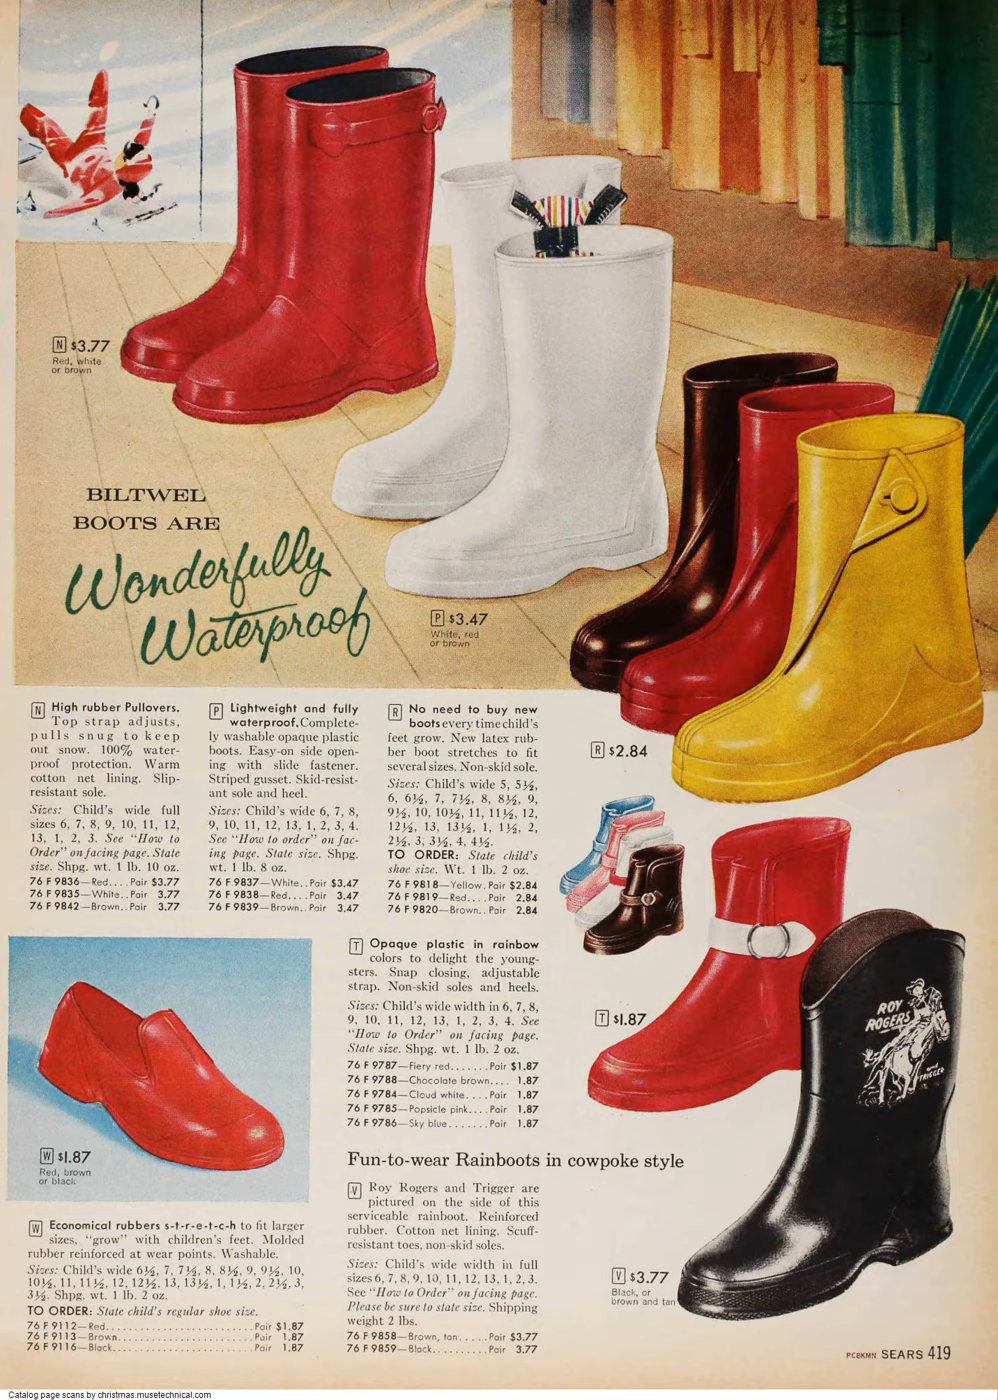 N $3.77
Red, white
or brown
BILTWEL
BOOTS ARE
Wonderfully
Waterproof
P $3.47
White, red
or brown
N High rubber Pullovers.
Top strap adjusts,
pulls snug to keep
out snow. 100% water-
proof protection. Warm
cotton net lining. Slip-
resistant sole.
Sizes: Child's wide full
sizes 6, 7, 8, 9, 10, 11, 12,
13, 1, 2, 3. See "How to
Order" on facing page. State
size. Shpg. wt. 1 lb. 10 oz.
76 F 9836—Red....Pair $3.77
76 F 9835—White..Pair 3.77
76 F 9842—Brown..Pair 3.77
P Lightweight and fully
waterproof. Complete-
ly washable opaque plastic
boots. Easy-on side open-
ing with slide fastener.
Striped gusset. Skid-resist-
ant sole and heel.
Sizes: Child's wide 6, 7, 8,
9, 10, 11, 12, 13, 1, 2, 3, 4.
See "How to order" on fac-
ing page. State size. Shpg.
wt. 1 lb. 8 oz.
76 F 9837—White..Pair $3.47
76 F 9838—Red....Pair 3.47
76 F 9839—Brown..Pair 3.47
R No need to buy new
boots every time child's
feet grow. New latex rub-
ber boot stretches to fit
several sizes. Non-skid sole.
Sizes: Child's wide 5, 5½,
6, 6½, 7, 7½, 8, 8½, 9,
9½, 10, 10½, 11, 11½, 12,
12½, 13, 13½, 1, 1½, 2,
2½, 3, 3½, 4, 4½.
TO ORDER: State child's
shoe size. Wt. 1 lb. 2 oz.
76 F 9818—Yellow.Pair $2.84
76 F 9819—Red....Pair 2.84
76 F 9820—Brown..Pair 2.84
R $2.84
T Opaque plastic in rainbow
colors to delight the young-
sters. Snap closing, adjustable
strap. Non-skid soles and heels.
Sizes: Child's wide width in 6, 7, 8,
9, 10, 11, 12, 13, 1, 2, 3, 4. See
"How to Order" on facing page.
State size. Shpg. wt. 1 lb. 2 oz.
76 F 9787—Fiery red.......Pair $1.87
76 F 9788—Chocolate brown.... 1.87
76 F 9784—Cloud white....Pair 1.87
76 F 9785—Popsicle pink....Pair 1.87
76 F 9786—Sky blue.......Pair 1.87
T $1.87
ROY
ROGERS
and
TRIGGER
W $1.87
Red, brown
or black
W Economical rubbers s-t-r-e-t-c-h to fit larger
sizes, "grow" with children's feet. Molded
rubber reinforced at wear points. Washable.
Sizes: Child's wide 6½, 7, 7½, 8, 8½, 9, 9½, 10,
10½, 11, 11½, 12, 12½, 13, 13½, 1, 1½, 2, 2½, 3,
3½. Shpg. wt. 1 lb. 2 oz.
TO ORDER: State child's regular shoe size.
76 F 9112—Red..........................Pair $1.87
76 F 9113—Brown........................Pair 1.87
76 F 9116—Black........................Pair 1.87
Fun-to-wear Rainboots in cowpoke style
V Roy Rogers and Trigger are
pictured on the side of this
serviceable rainboot. Reinforced
rubber. Cotton net lining. Scuff-
resistant toes, non-skid soles.
Sizes: Child's wide width in full
sizes 6, 7, 8, 9, 10, 11, 12, 13, 1, 2, 3.
See "How to Order" on facing page.
Please be sure to state size. Shipping
weight 2 lbs.
76 F 9858—Brown, tan.....Pair $3.77
76 F 9859—Black..........Pair 3.77
V $3.77
Black, or
brown and tan
PCBKMN SEARS 419
Catalog page scans by christmas.musetechnical.com